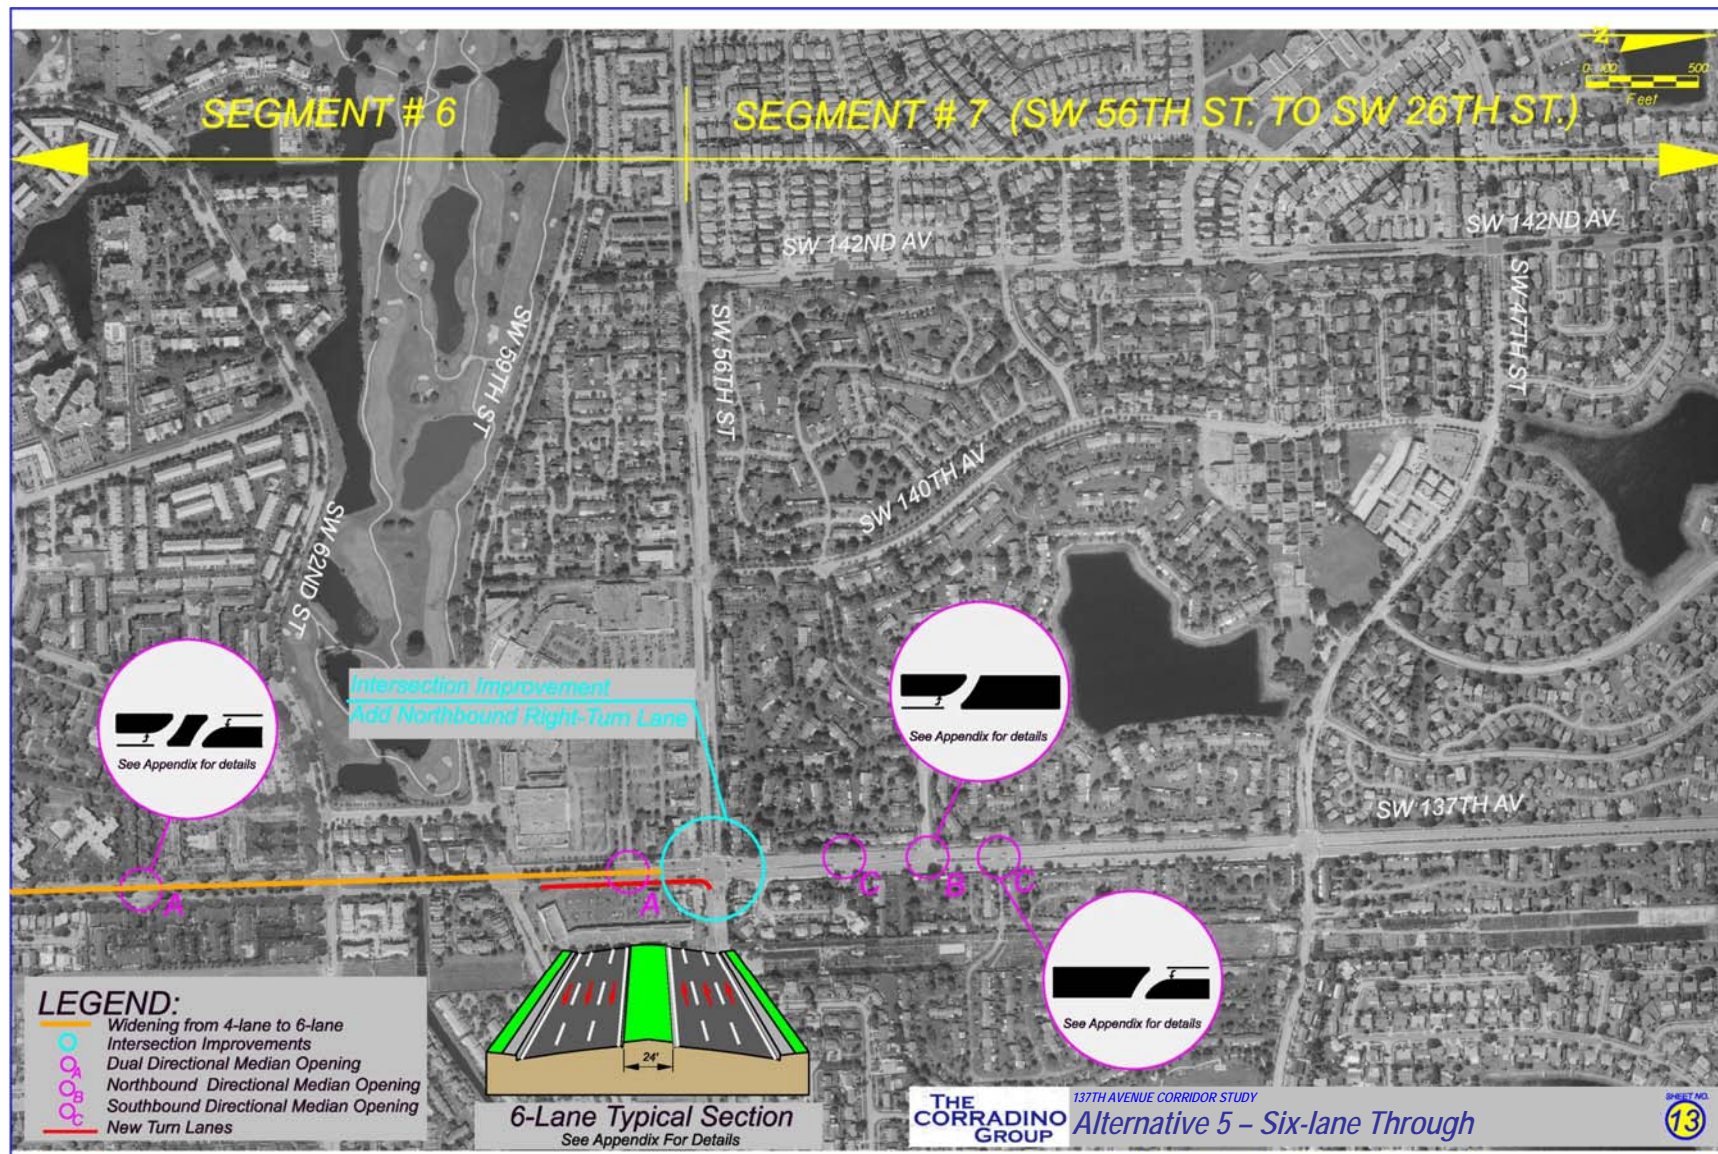 N
0 100 500
Feet
SEGMENT # 6
SEGMENT # 7 (SW 56TH ST. TO SW 26TH ST.)
SW 142ND AV
SW 142ND AV
SW 47TH ST
SW 56TH ST
SW 59TH ST
SW 140TH AV
SW 62ND ST
Intersection Improvement
Add Northbound Right-Turn Lane
See Appendix for details
See Appendix for details
SW 137TH AV
A
A
C
B
C
See Appendix for details
LEGEND:
Widening from 4-lane to 6-lane
Intersection Improvements
A Dual Directional Median Opening
B Northbound Directional Median Opening
C Southbound Directional Median Opening
New Turn Lanes
24'
6-Lane Typical Section
See Appendix For Details
THE
CORRADINO
GROUP
137TH AVENUE CORRIDOR STUDY
Alternative 5 – Six-lane Through
SHEET NO.
13